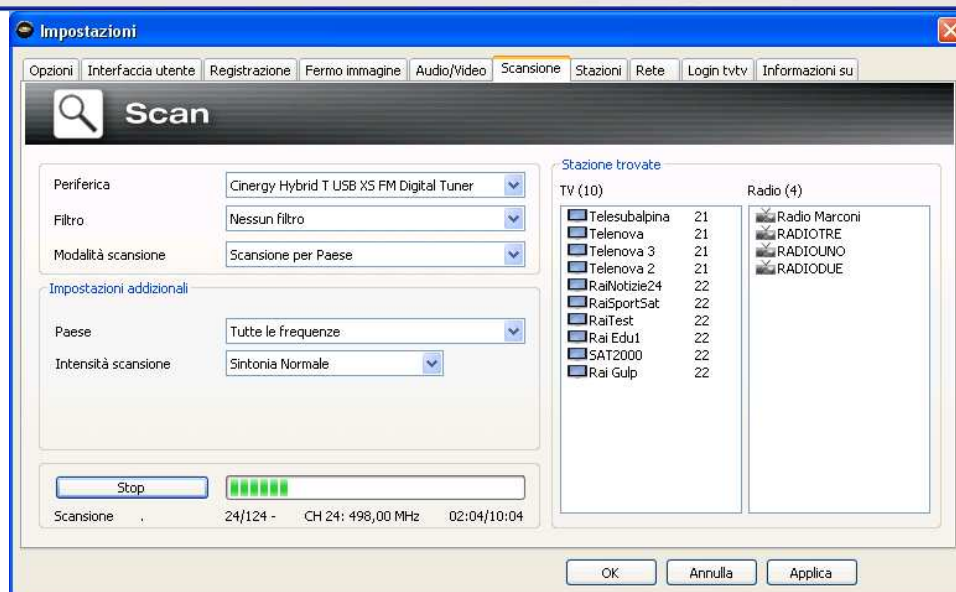 Impostazioni
Opzioni Interfaccia utente Registrazione Fermo immagine Audio/Video Scansione Stazioni Rete Login tvtv Informazioni su
Scan
Periferica Cinergy Hybrid T USB XS FM Digital Tuner
Filtro Nessun filtro
Modalità scansione Scansione per Paese
Impostazioni addizionali
Paese Tutte le frequenze
Intensità scansione Sintonia Normale
Stop
Scansione . 24/124 - CH 24: 498,00 MHz 02:04/10:04
Stazione trovate
TV (10)
Telesubalpina 21
Telenova 21
Telenova 3 21
Telenova 2 21
RaiNotizie24 22
RaiSportSat 22
RaiTest 22
Rai Edu1 22
SAT2000 22
Rai Gulp 22
Radio (4)
Radio Marconi
RADIOTRE
RADIOUNO
RADIODUE
OK Annulla Applica